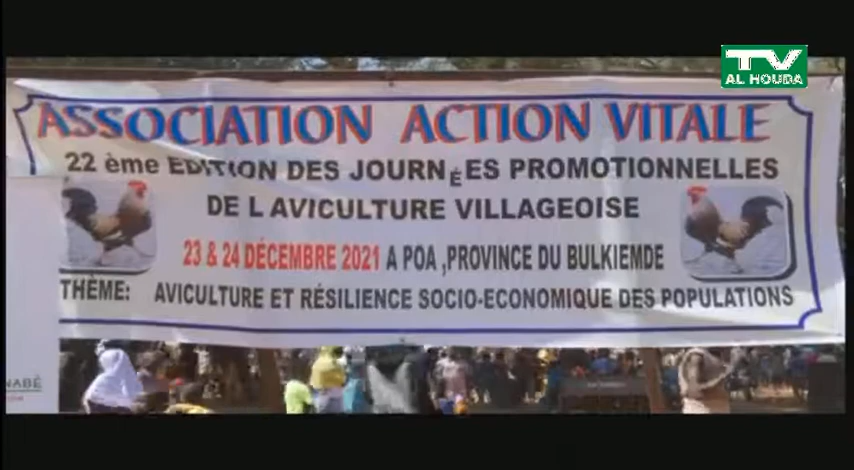 TV
AL HOUDA
ASSOCIATION ACTION VITALE
22 ème EDITION DES JOURNÉES PROMOTIONNELLES
DE L AVICULTURE VILLAGEOISE
23 & 24 DÉCEMBRE 2021 A POA ,PROVINCE DU BULKIEMDE
THÈME: AVICULTURE ET RÉSILIENCE SOCIO-ECONOMIQUE DES POPULATIONS